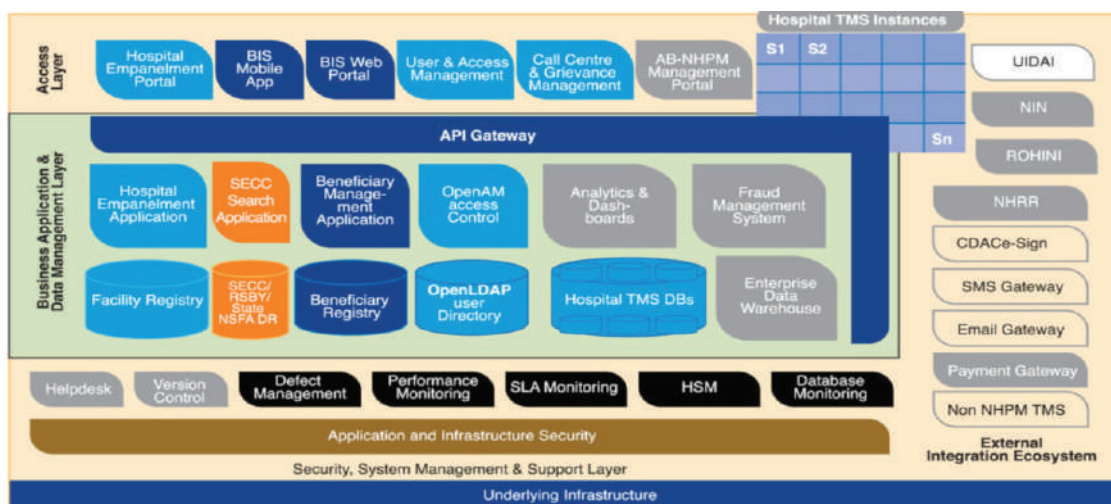 Hospital TMS Instances
Access
Layer
Hospital
Empanelment
Portal
BIS
Mobile
App
BIS Web
Portal
User & Access
Management
Call Centre
& Grievance
Management
AB-NHPM
Management
Portal
S1 S2
Sn
UIDAI
NIN
ROHINI
NHRR
CDACe-Sign
SMS Gateway
Email Gateway
Payment Gateway
Non NHPM TMS
External
Integration Ecosystem
Business Application &
Data Management Layer
API Gateway
Hospital
Empanelment
Application
SECC
Search
Application
Beneficiary
Manage-
ment Application
OpenAM
access
Control
Analytics &
Dash-
boards
Fraud
Management
System
Facility Registry
SECC/
RSBY/
State
NSFA DR
Beneficiary
Registry
OpenLDAP
user
Directory
Hospital TMS DBs
Enterprise
Data
Warehouse
Helpdesk
Version
Control
Defect
Management
Performance
Monitoring
SLA Monitoring
HSM
Database
Monitoring
Application and Infrastructure Security
Security, System Management & Support Layer
Underlying Infrastructure